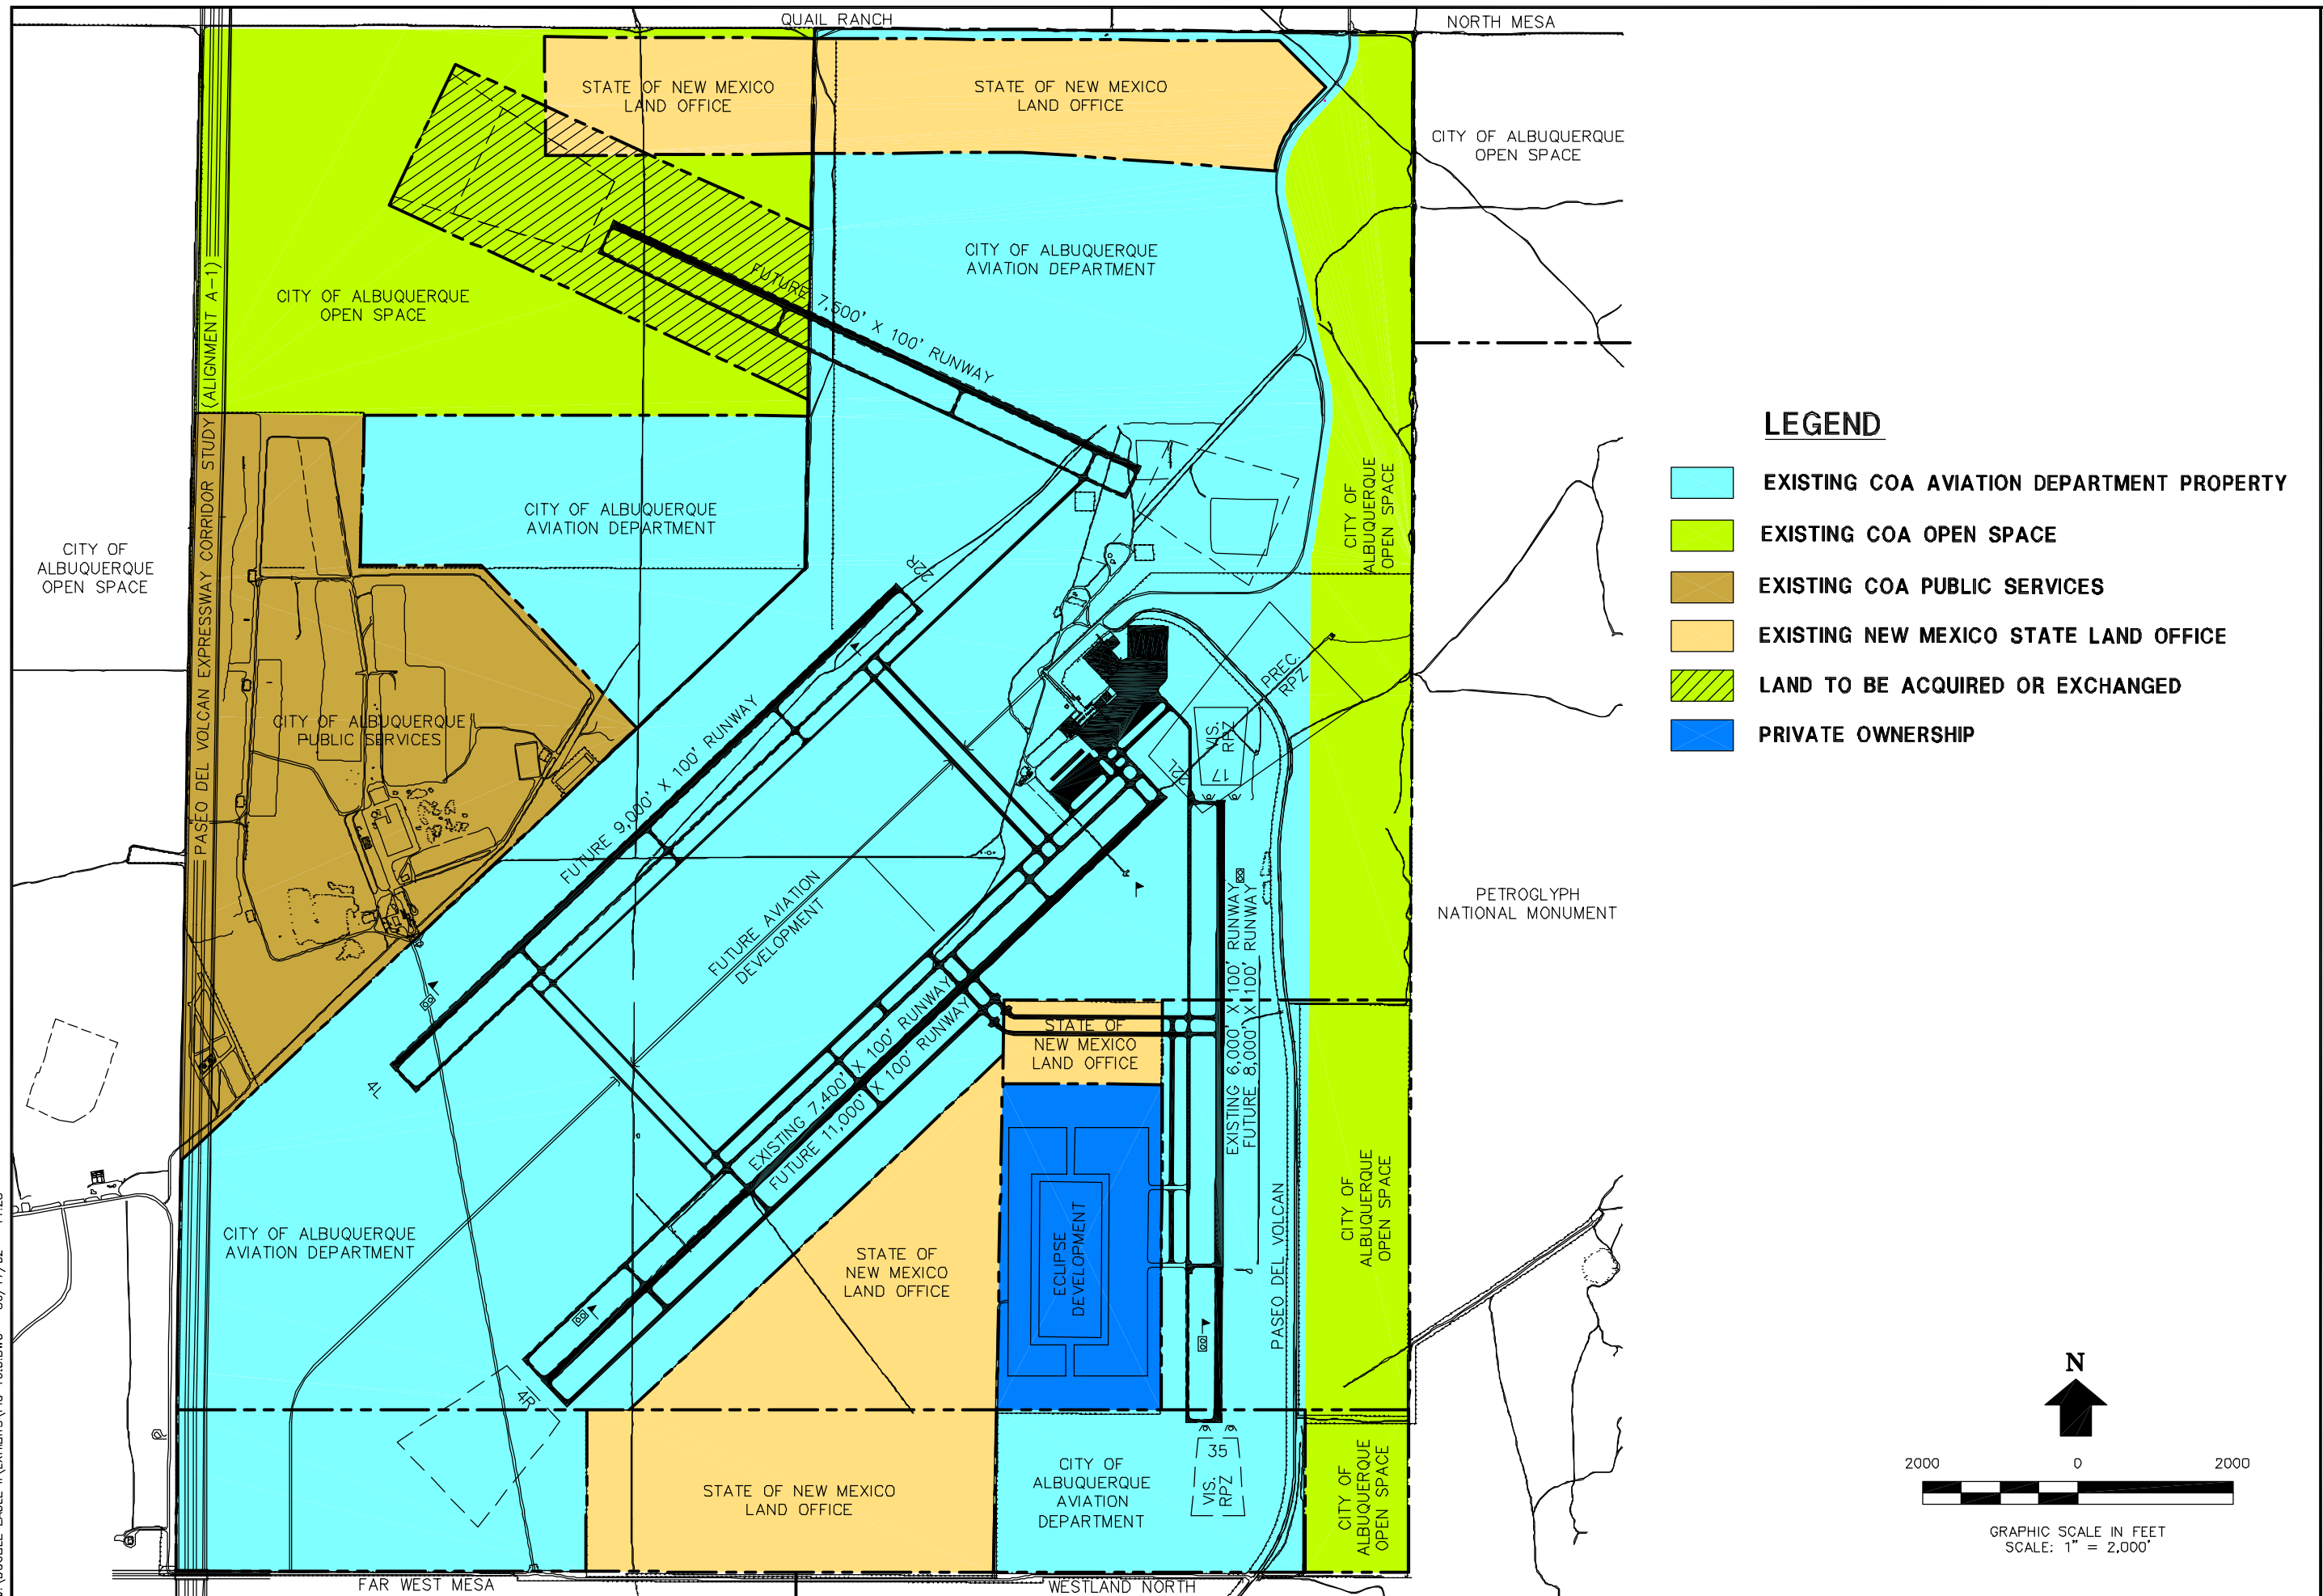 QUAIL RANCH
NORTH MESA
STATE OF NEW MEXICO
LAND OFFICE
STATE OF NEW MEXICO
LAND OFFICE
CITY OF ALBUQUERQUE
OPEN SPACE
CITY OF ALBUQUERQUE
AVIATION DEPARTMENT
CITY OF ALBUQUERQUE
OPEN SPACE
FUTURE 7,500' X 100' RUNWAY
PASEO DEL VOLCAN EXPRESSWAY CORRIDOR STUDY (ALIGNMENT A-1)
LEGEND
EXISTING COA AVIATION DEPARTMENT PROPERTY
EXISTING COA OPEN SPACE
EXISTING COA PUBLIC SERVICES
EXISTING NEW MEXICO STATE LAND OFFICE
LAND TO BE ACQUIRED OR EXCHANGED
PRIVATE OWNERSHIP
CITY OF ALBUQUERQUE
AVIATION DEPARTMENT
CITY OF
ALBUQUERQUE
OPEN SPACE
CITY OF
ALBUQUERQUE
OPEN SPACE
22R
PREC.
RPZ
VIS.
RPZ
17
22L
CITY OF ALBUQUERQUE
PUBLIC SERVICES
FUTURE 9,000' X 100' RUNWAY
FUTURE AVIATION
DEVELOPMENT
PETROGLYPH
NATIONAL MONUMENT
EXISTING 6,000' X 100' RUNWAY
FUTURE 8,000' X 100' RUNWAY
EXISTING 7,400' X 100' RUNWAY
FUTURE 11,000' X 100' RUNWAY
STATE OF
NEW MEXICO
LAND OFFICE
4L
ECLIPSE
DEVELOPMENT
PASEO DEL VOLCAN
CITY OF
ALBUQUERQUE
OPEN SPACE
CITY OF ALBUQUERQUE
AVIATION DEPARTMENT
STATE OF
NEW MEXICO
LAND OFFICE
4R
STATE OF NEW MEXICO
LAND OFFICE
CITY OF
ALBUQUERQUE
AVIATION
DEPARTMENT
35
VIS.
RPZ
CITY OF
ALBUQUERQUE
OPEN SPACE
N
2000 0 2000
GRAPHIC SCALE IN FEET
SCALE: 1" = 2,000'
FAR WEST MESA
WESTLAND NORTH